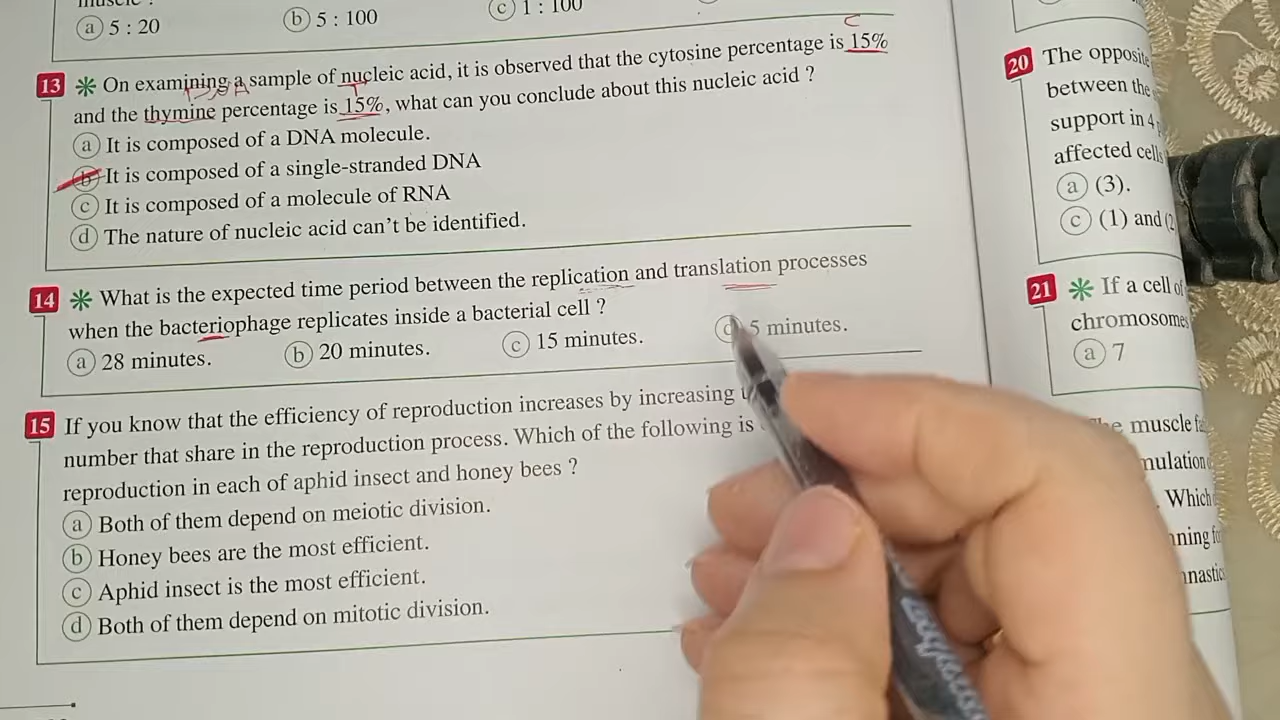 ⓐ 5 : 20
ⓑ 5 : 100
ⓒ 1 : 100
C
13 ✻ On examining a sample of nucleic acid, it is observed that the cytosine percentage is 15%
and the thymine percentage is 15%, what can you conclude about this nucleic acid ?
ⓐ It is composed of a DNA molecule.
ⓑ It is composed of a single-stranded DNA
ⓒ It is composed of a molecule of RNA
ⓓ The nature of nucleic acid can't be identified.
14 ✻ What is the expected time period between the replication and translation processes
when the bacteriophage replicates inside a bacterial cell ?
ⓐ 28 minutes.
ⓑ 20 minutes.
ⓒ 15 minutes.
ⓓ 5 minutes.
15 If you know that the efficiency of reproduction increases by increasing
number that share in the reproduction process. Which of the following is
reproduction in each of aphid insect and honey bees ?
ⓐ Both of them depend on meiotic division.
ⓑ Honey bees are the most efficient.
ⓒ Aphid insect is the most efficient.
ⓓ Both of them depend on mitotic division.
20 The opposite
between the
support in 4
affected cells
ⓐ (3).
ⓒ (1) and
21 ✻ If a cell of
chromosomes
ⓐ 7
muscle
Which